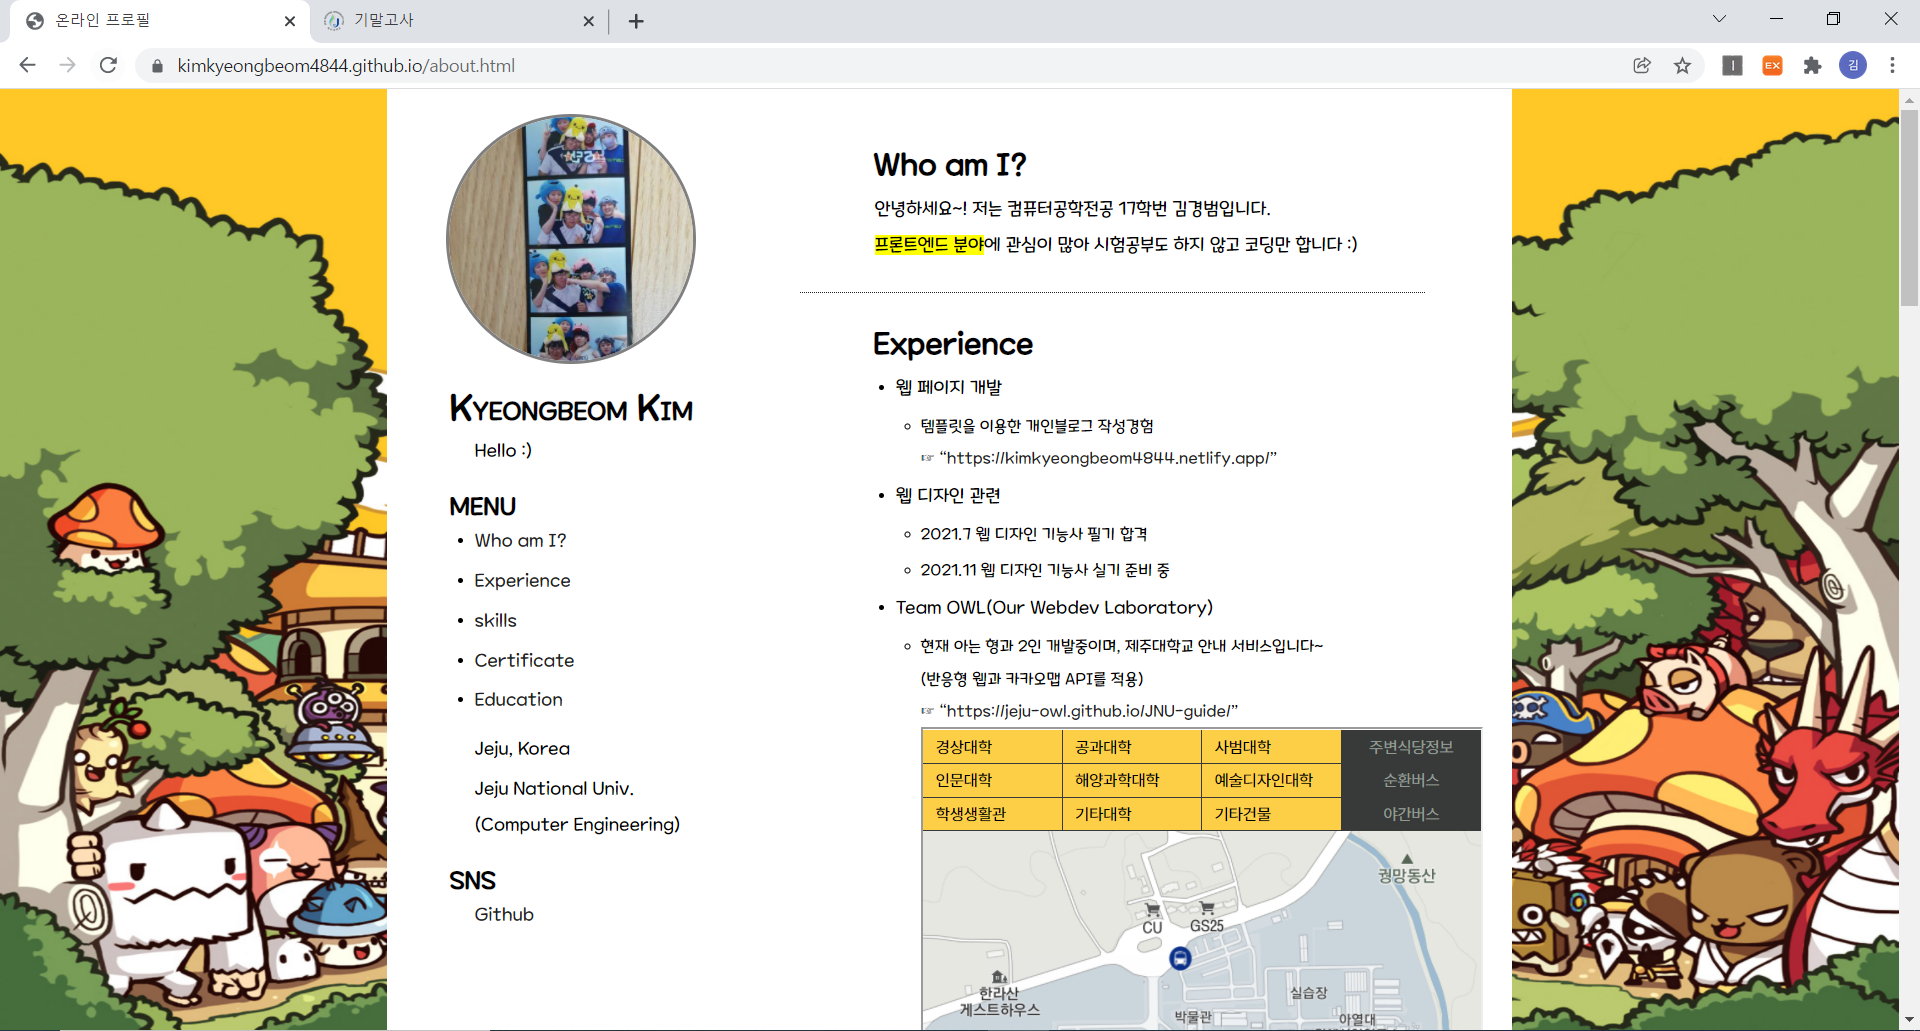 온라인 프로필
기말고사
kimkyeongbeom4844.github.io/about.html
EX
김
KYEONGBEOM KIM
Hello :)
MENU
• Who am I?
• Experience
• skills
• Certificate
• Education
Jeju, Korea
Jeju National Univ.
(Computer Engineering)
SNS
Github
Who am I?
안녕하세요~! 저는 컴퓨터공학전공 17학번 김경범입니다.
프론트엔드 분야에 관심이 많아 시험공부도 하지 않고 코딩만 합니다 :)
Experience
• 웹 페이지 개발
◦ 템플릿을 이용한 개인블로그 작성경험
☞ “https://kimkyeongbeom4844.netlify.app/”
• 웹 디자인 관련
◦ 2021.7 웹 디자인 기능사 필기 합격
◦ 2021.11 웹 디자인 기능사 실기 준비 중
• Team OWL(Our Webdev Laboratory)
◦ 현재 아는 형과 2인 개발중이며, 제주대학교 안내 서비스입니다~
(반응형 웹과 카카오맵 API를 적용)
☞ “https://jeju-owl.github.io/JNU-guide/”
경상대학 공과대학 사범대학 주변식당정보
인문대학 해양과학대학 예술디자인대학 순환버스
학생생활관 기타대학 기타건물 야간버스
궝망동산
CU
GS25
한라산
게스트하우스
실습장
박물관
아열대